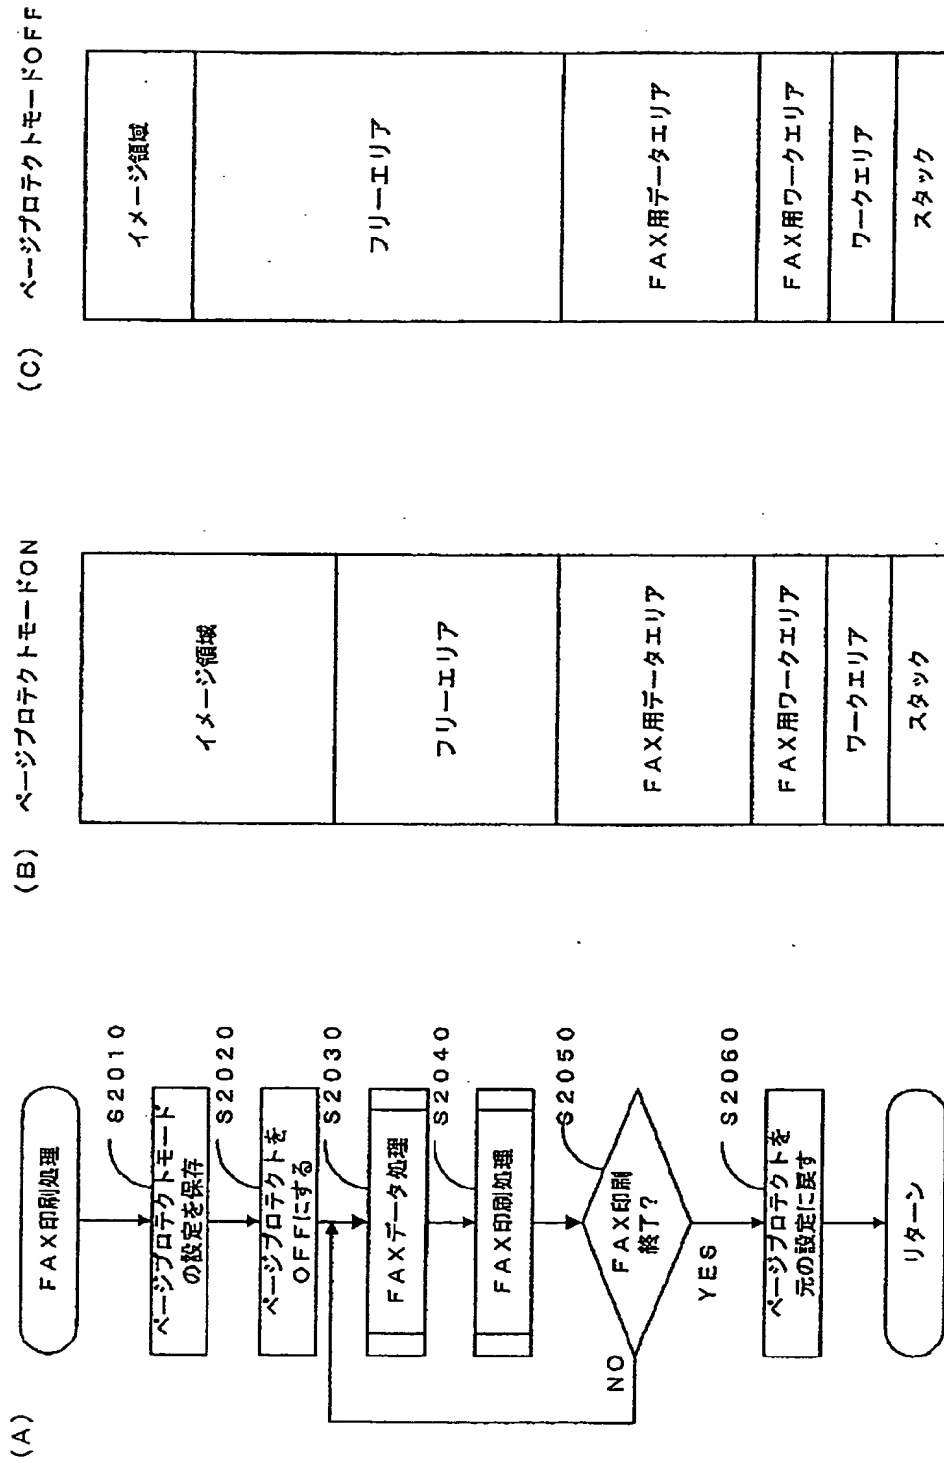 (A)
FAX印刷処理
S2010
ページプロテクトモード
の設定を保存
S2020
ページプロテクトを
OFFにする
S2030
FAXデータ処理
S2040
FAX印刷処理
S2050
FAX印刷
終了?
NO
YES
S2060
ページプロテクトを
元の設定に戻す
リターン
(B) ページプロテクトモードON
イメージ領域
フリーエリア
FAX用データエリア
FAX用ワークエリア
ワークエリア
スタック
(C) ページプロテクトモードOFF
イメージ領域
フリーエリア
FAX用データエリア
FAX用ワークエリア
ワークエリア
スタック